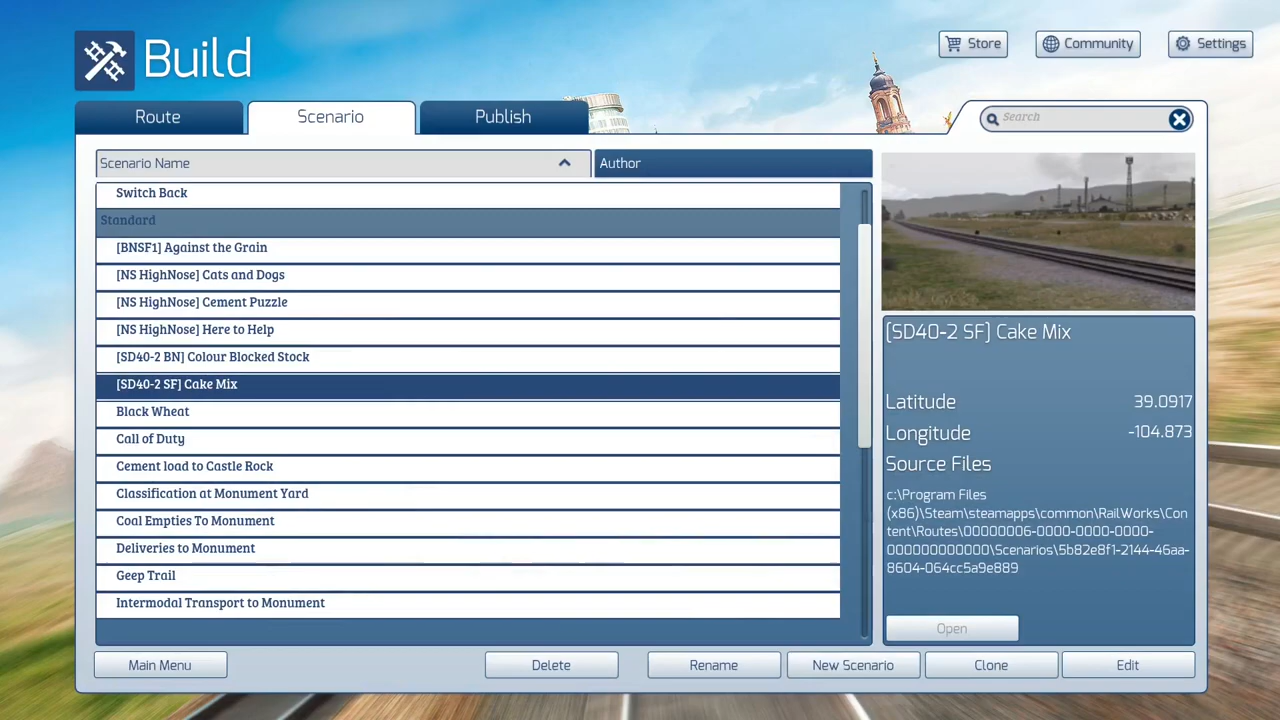 Build
Store
Community
Settings
Route
Scenario
Publish
Search
Scenario Name
Author
Switch Back
Standard
[BNSF1] Against the Grain
[NS HighNose] Cats and Dogs
[NS HighNose] Cement Puzzle
[NS HighNose] Here to Help
[SD40-2 BN] Colour Blocked Stock
[SD40-2 SF] Cake Mix
Black Wheat
Call of Duty
Cement load to Castle Rock
Classification at Monument Yard
Coal Empties To Monument
Deliveries to Monument
Geep Trail
Intermodal Transport to Monument
[SD40-2 SF] Cake Mix
Latitude 39.0917
Longitude -104.873
Source Files
c:\Program Files
(x86)\Steam\steamapps\common\RailWorks\Con
tent\Routes\00000006-0000-0000-0000-
000000000000\Scenarios\5b82e8f1-2144-46aa-
8604-064cc5a9e889
Open
Main Menu
Delete
Rename
New Scenario
Clone
Edit